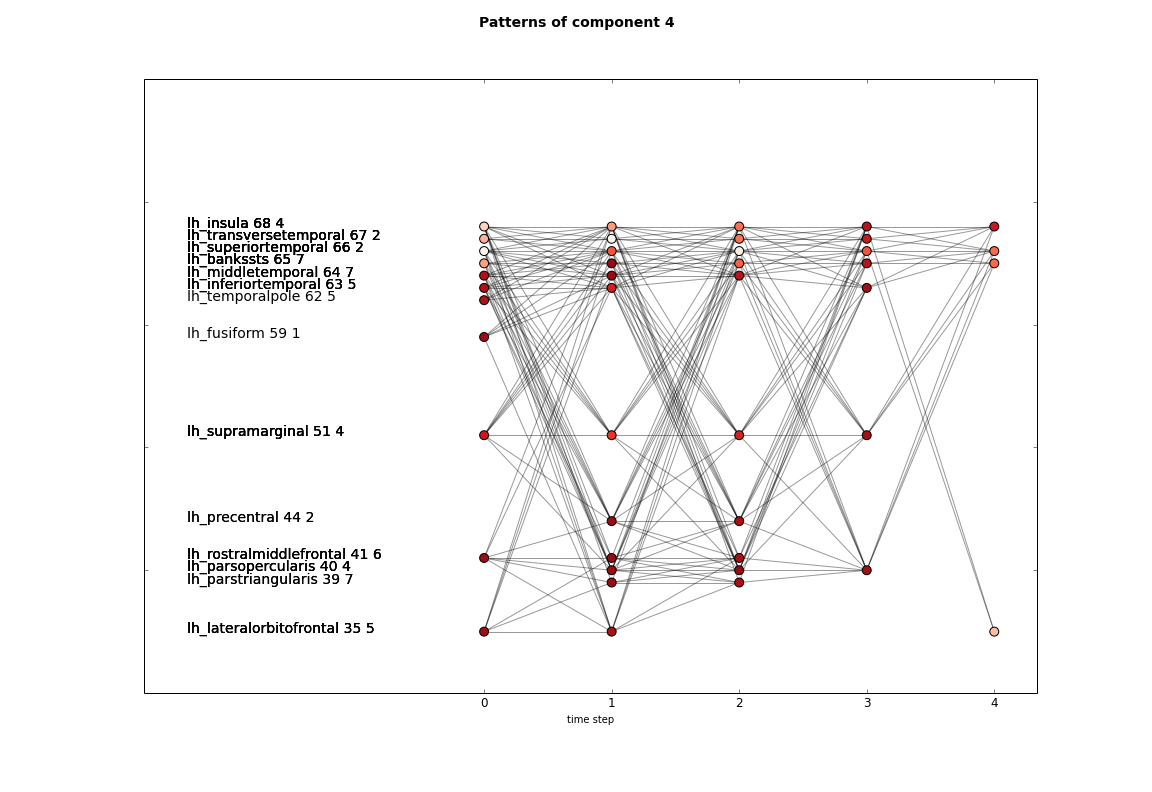 Patterns of component 4
lh_insula 68 4
lh_transversetemporal 67 2
lh_superiortemporal 66 2
lh_bankssts 65 7
lh_middletemporal 64 7
lh_inferiortemporal 63 5
lh_temporalpole 62 5
lh_fusiform 59 1
lh_supramarginal 51 4
lh_precentral 44 2
lh_rostralmiddlefrontal 41 6
lh_parsopercularis 40 4
lh_parstriangularis 39 7
lh_lateralorbitofrontal 35 5
0 1 2 3 4
time step